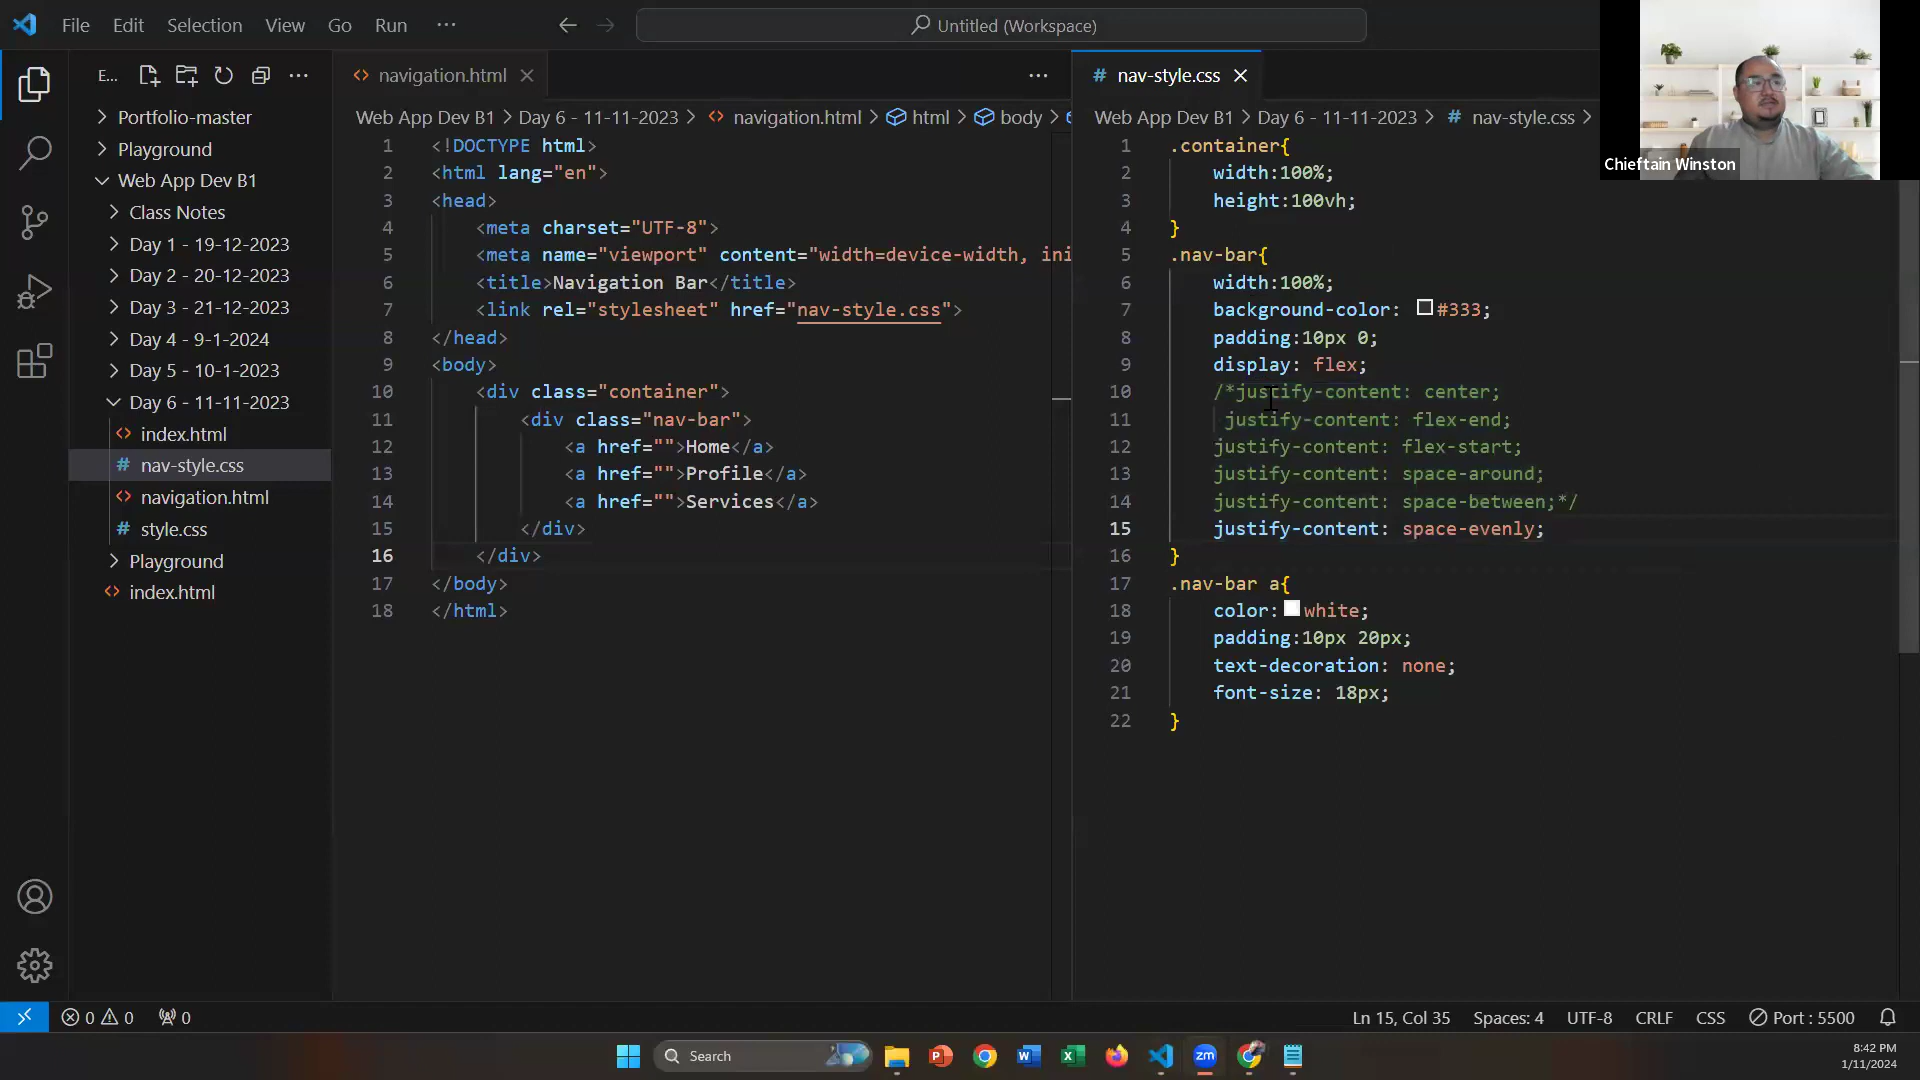 File Edit Selection View Go Run ··· Untitled (Workspace)
E... ···
Portfolio-master
Playground
Web App Dev B1
Class Notes
Day 1 - 19-12-2023
Day 2 - 20-12-2023
Day 3 - 21-12-2023
Day 4 - 9-1-2024
Day 5 - 10-1-2023
Day 6 - 11-11-2023
index.html
nav-style.css
navigation.html
style.css
Playground
index.html
navigation.html
Web App Dev B1 > Day 6 - 11-11-2023 > navigation.html > html > body >
1 <!DOCTYPE html>
2 <html lang="en">
3 <head>
4 <meta charset="UTF-8">
5 <meta name="viewport" content="width=device-width, ini
6 <title>Navigation Bar</title>
7 <link rel="stylesheet" href="nav-style.css">
8 </head>
9 <body>
10 <div class="container">
11 <div class="nav-bar">
12 <a href="">Home</a>
13 <a href="">Profile</a>
14 <a href="">Services</a>
15 </div>
16 </div>
17 </body>
18 </html>
# nav-style.css
Web App Dev B1 > Day 6 - 11-11-2023 > # nav-style.css >
1 .container{
2 width:100%;
3 height:100vh;
4 }
5 .nav-bar{
6 width:100%;
7 background-color: #333;
8 padding:10px 0;
9 display: flex;
10 /*justify-content: center;
11 justify-content: flex-end;
12 justify-content: flex-start;
13 justify-content: space-around;
14 justify-content: space-between;*/
15 justify-content: space-evenly;
16 }
17 .nav-bar a{
18 color: white;
19 padding:10px 20px;
20 text-decoration: none;
21 font-size: 18px;
22 }
Chieftain Winston
0 0 0
Ln 15, Col 35 Spaces: 4 UTF-8 CRLF CSS Port : 5500
Search
zm
8:42 PM
1/11/2024